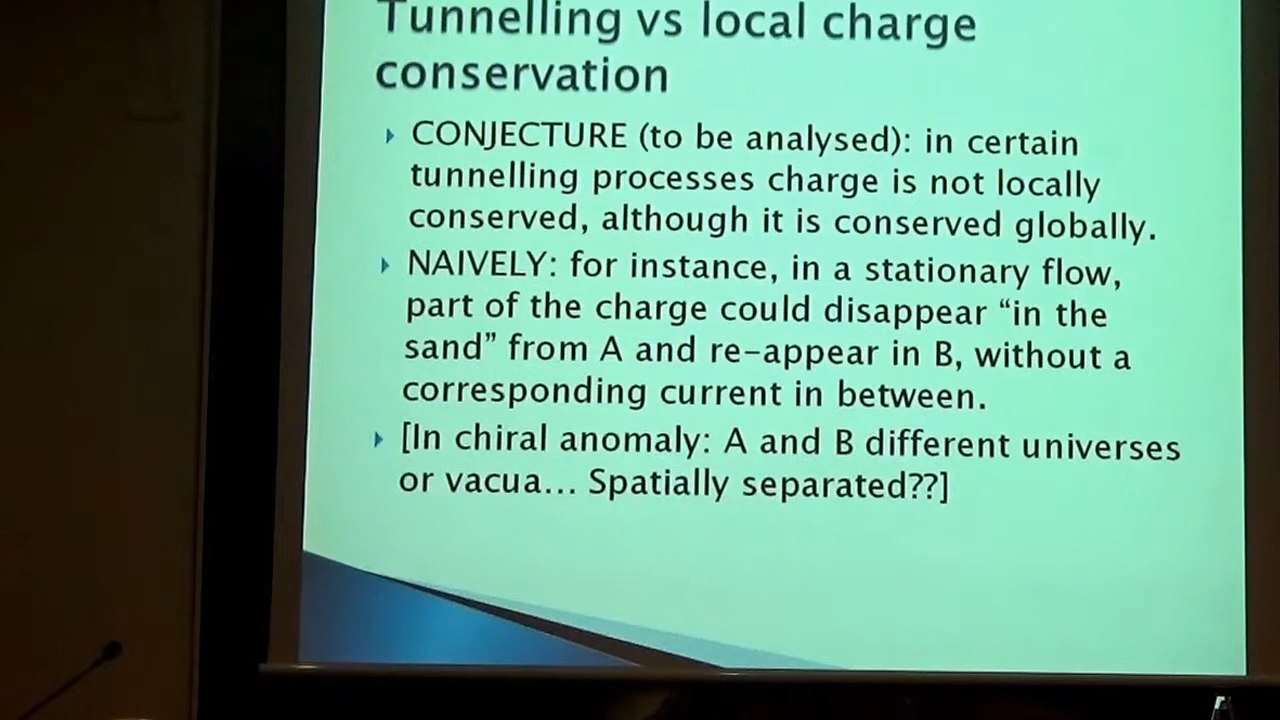 Tunnelling vs local charge
conservation
CONJECTURE (to be analysed): in certain
tunnelling processes charge is not locally
conserved, although it is conserved globally.
NAIVELY: for instance, in a stationary flow,
part of the charge could disappear “in the
sand” from A and re-appear in B, without a
corresponding current in between.
[In chiral anomaly: A and B different universes
or vacua... Spatially separated??]